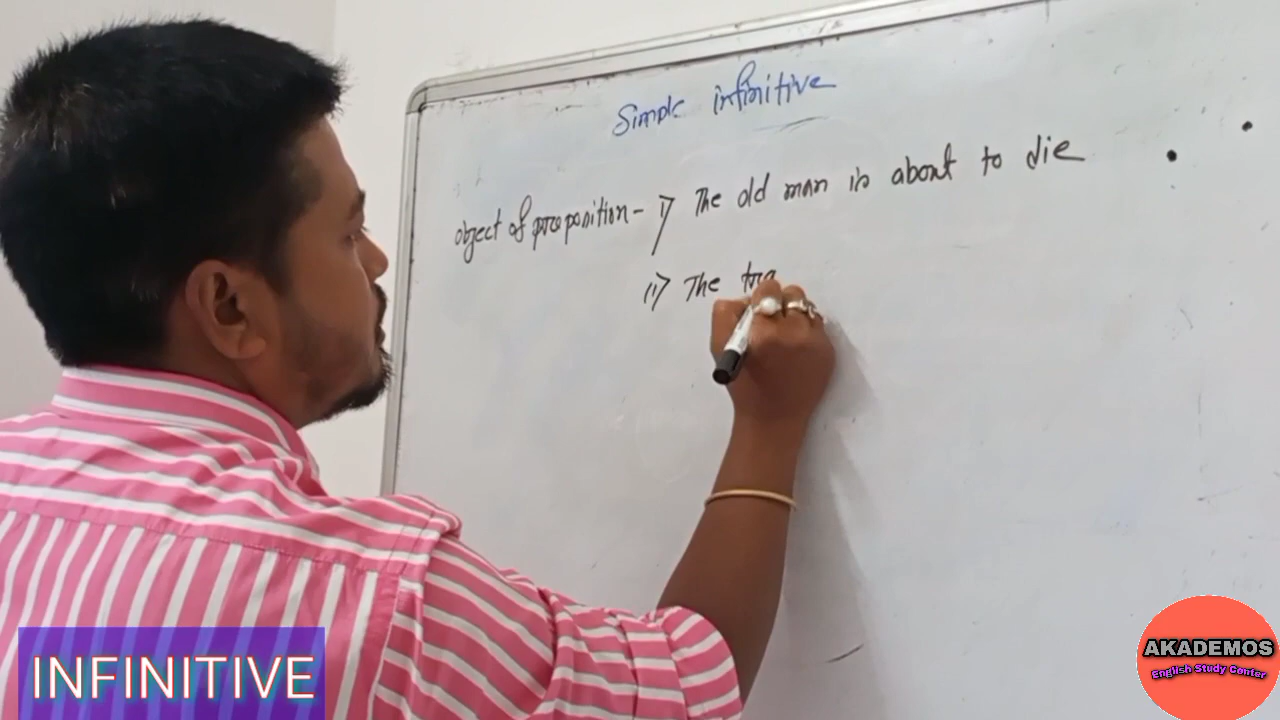 Simple infinitive
object of preposition - i) The old man is about to die
ii) The tra
INFINITIVE
AKADEMOS
English Study Center